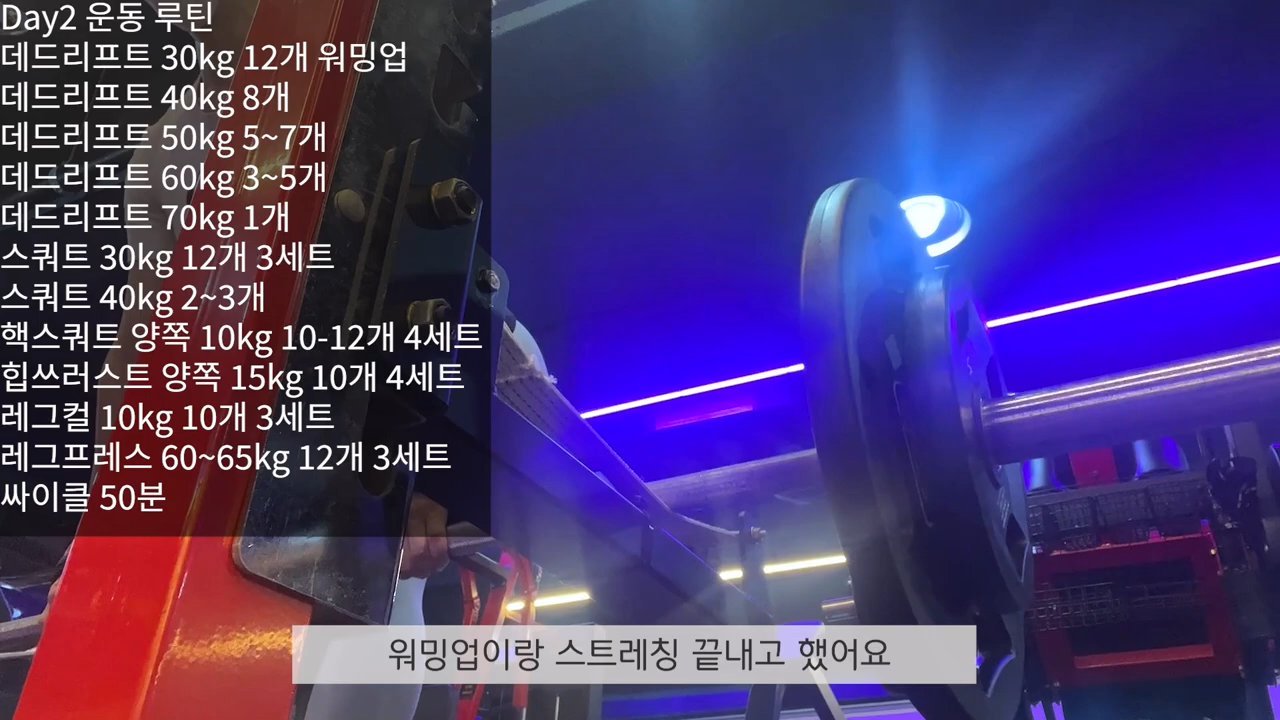 Day2 운동 루틴
데드리프트 30kg 12개 워밍업
데드리프트 40kg 8개
데드리프트 50kg 5~7개
데드리프트 60kg 3~5개
데드리프트 70kg 1개
스쿼트 30kg 12개 3세트
스쿼트 40kg 2~3개
핵스쿼트 양쪽 10kg 10-12개 4세트
힙쓰러스트 양쪽 15kg 10개 4세트
레그컬 10kg 10개 3세트
레그프레스 60~65kg 12개 3세트
싸이클 50분
워밍업이랑 스트레칭 끝내고 했어요